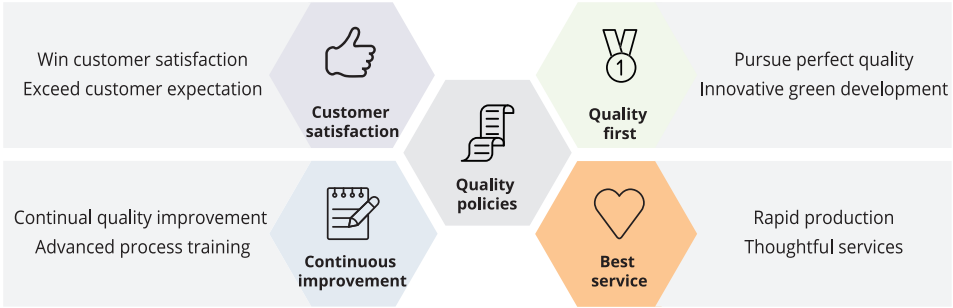 Win customer satisfaction
Exceed customer expectation
Customer
satisfaction
1
Quality
first
Pursue perfect quality
Innovative green development
Quality
policies
Continual quality improvement
Advanced process training
Continuous
improvement
Best
service
Rapid production
Thoughtful services